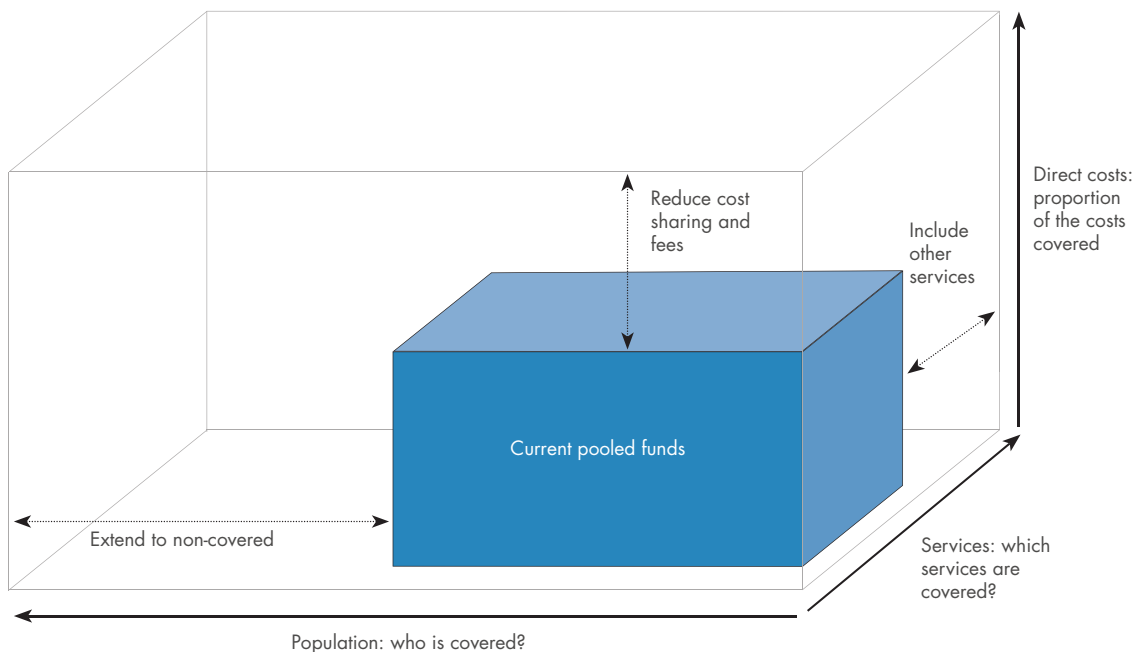 Reduce cost
sharing and
fees
Include
other
services
Direct costs:
proportion
of the costs
covered
Current pooled funds
Extend to non-covered
Services: which
services are
covered?
Population: who is covered?